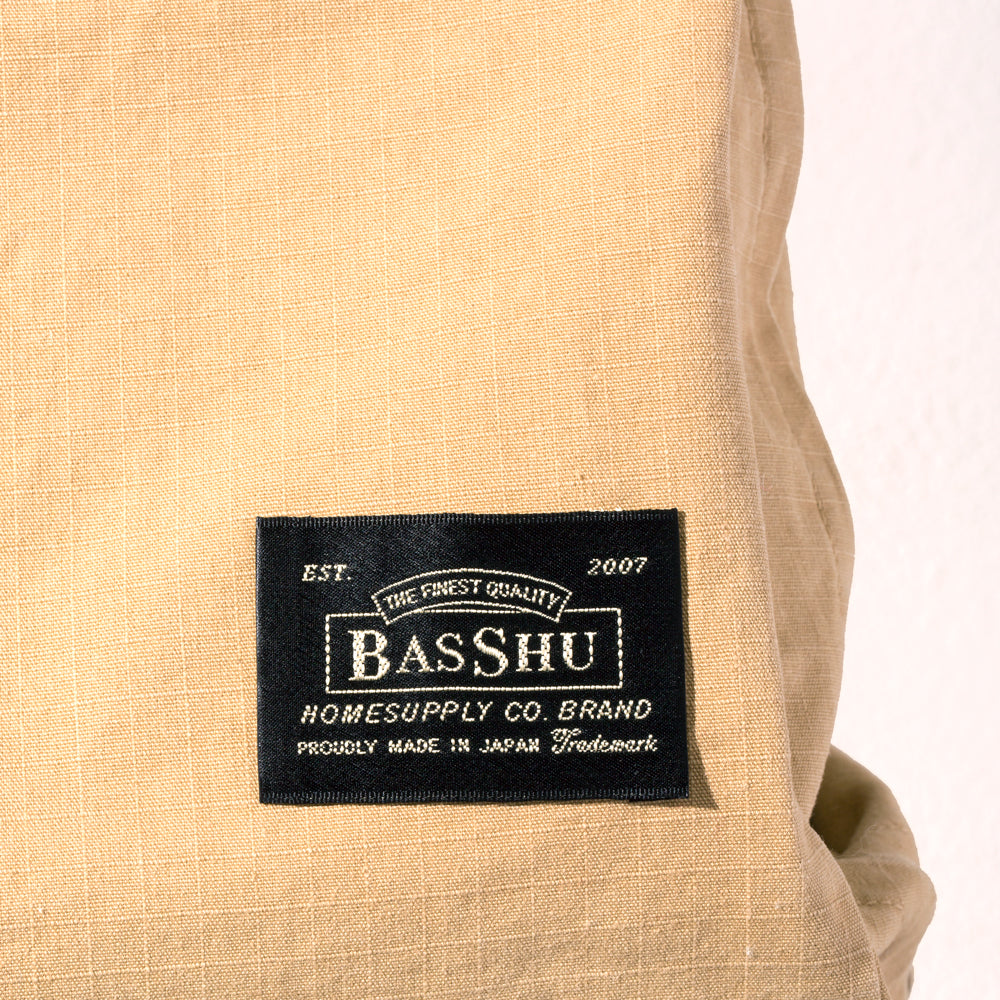 EST. 2007
THE FINEST QUALITY
BASSHU
HOMESUPPLY CO. BRAND
PROUDLY MADE IN JAPAN Trademark